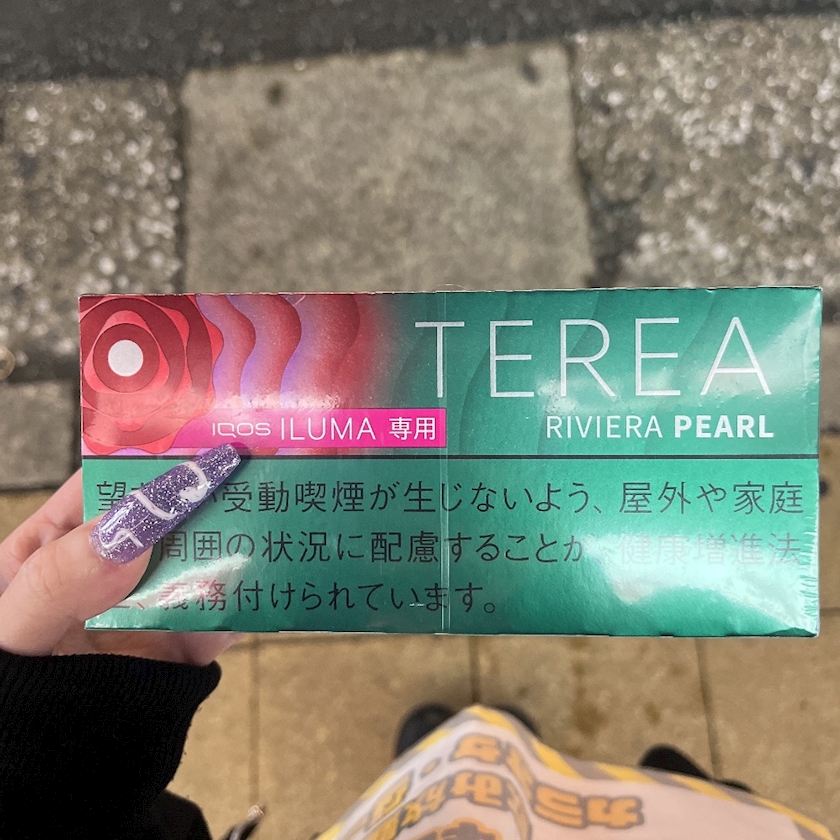 TEREA
IQOS ILUMA 専用
RIVIERA PEARL
受動喫煙が生じないよう、屋外や家庭
周囲の状況に配慮することが、健康増進法
上、義務付けられています。